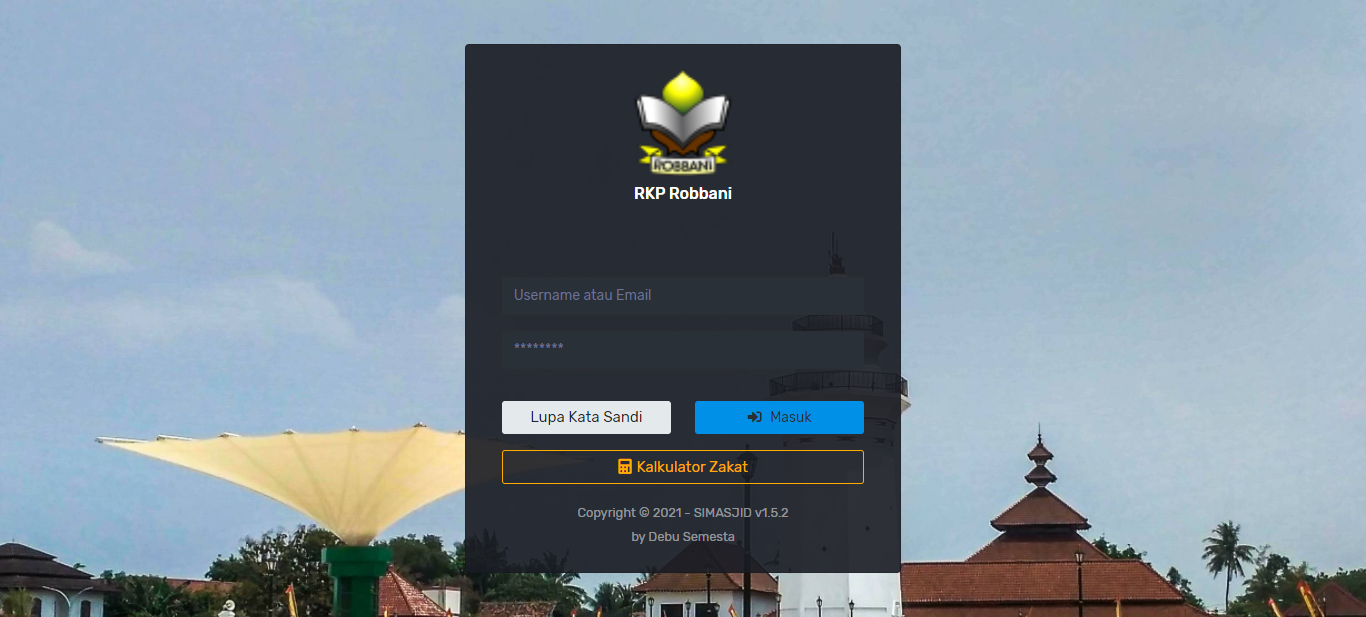 ROBBANI
RKP Robbani
Username atau Email
********
Lupa Kata Sandi
Masuk
Kalkulator Zakat
Copyright © 2021 - SIMASJID v1.5.2
by Debu Semesta